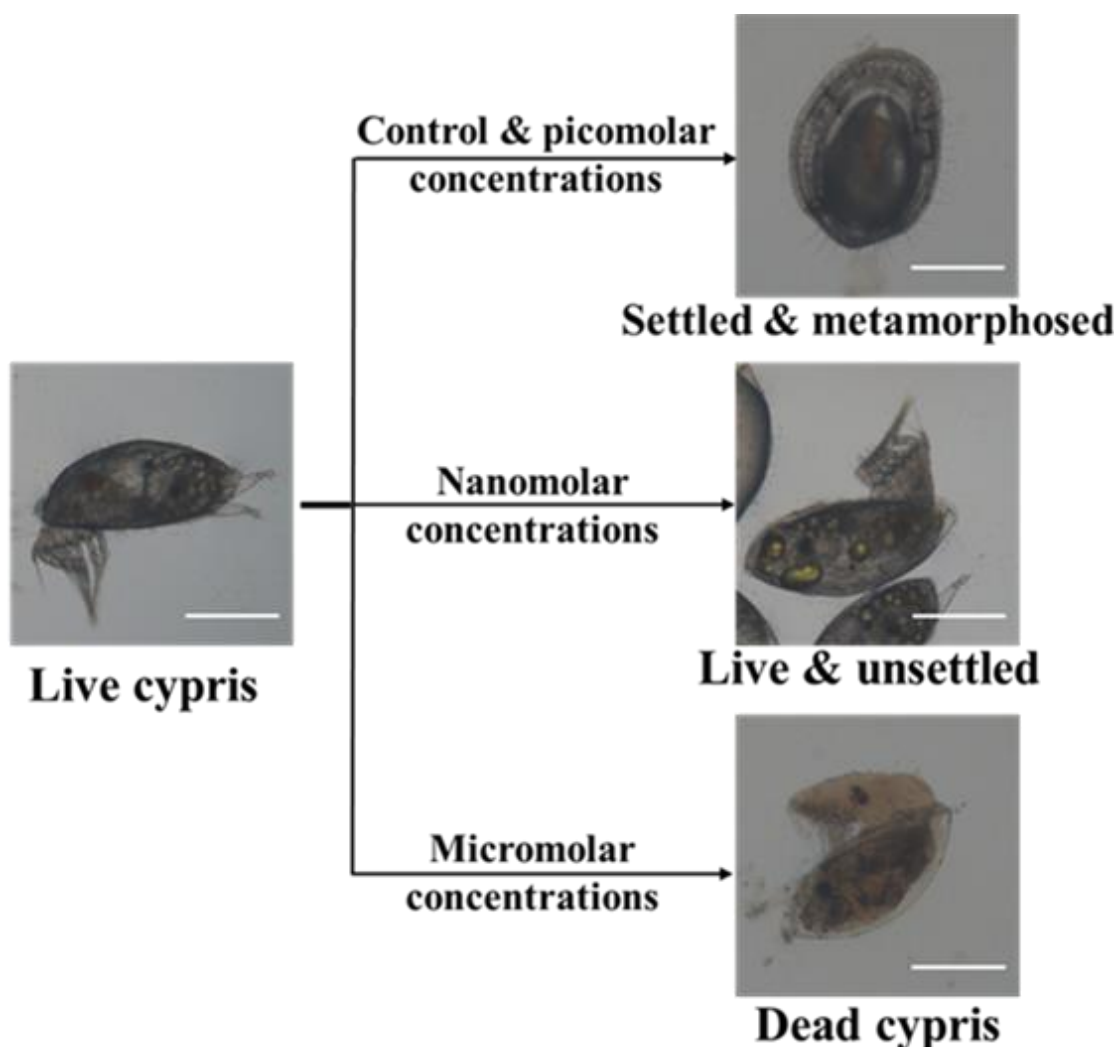 Control & picomolar
concentrations
Settled & metamorphosed
Nanomolar
concentrations
Live cypris
Live & unsettled
Micromolar
concentrations
Dead cypris